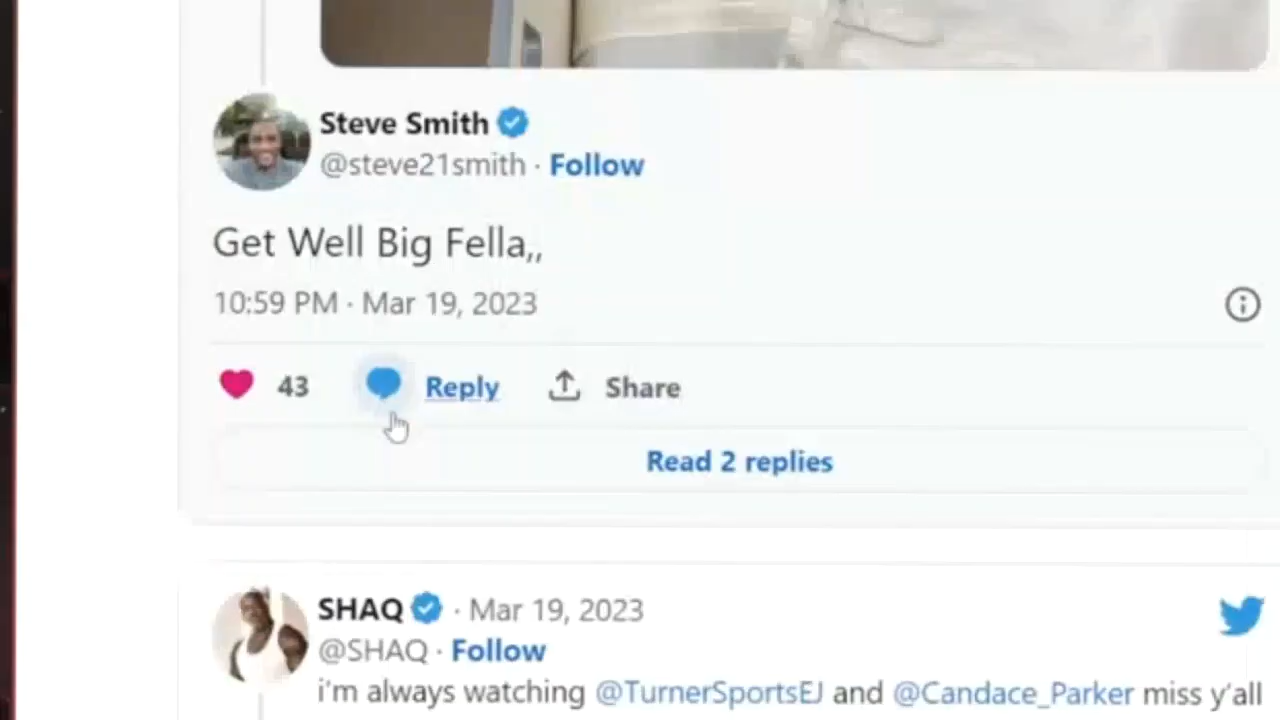 Steve Smith
@steve21smith · Follow
Get Well Big Fella,,
10:59 PM · Mar 19, 2023
43 Reply Share
Read 2 replies
SHAQ · Mar 19, 2023
@SHAQ · Follow
i'm always watching @TurnerSportsEJ and @Candace_Parker miss y'all